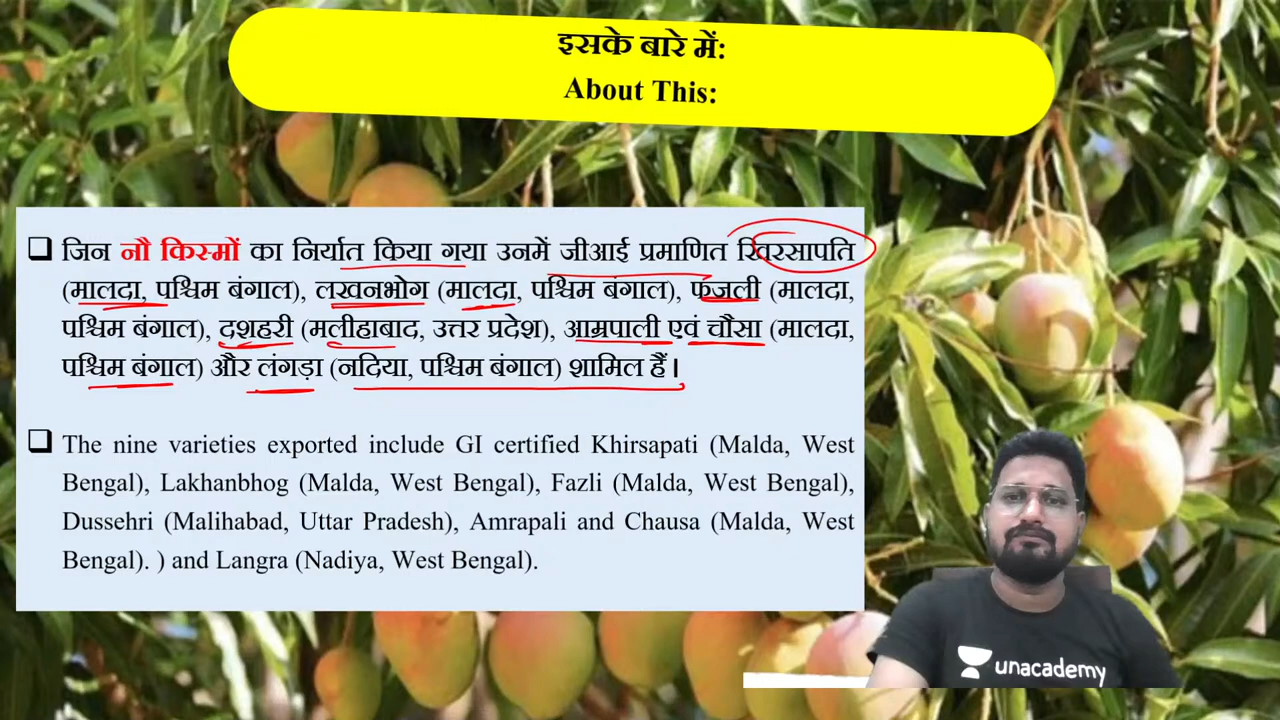 इसके बारे में:
About This:
जिन नौ किस्मों का निर्यात किया गया उनमें जीआई प्रमाणित खिरसापति
(मालदा, पश्चिम बंगाल), लखनभोग (मालदा, पश्चिम बंगाल), फजली (मालदा,
पश्चिम बंगाल), दशहरी (मलीहाबाद, उत्तर प्रदेश), आम्रपाली एवं चौसा (मालदा,
पश्चिम बंगाल) और लंगड़ा (नदिया, पश्चिम बंगाल) शामिल हैं।
The nine varieties exported include GI certified Khirsapati (Malda, West
Bengal), Lakhanbhog (Malda, West Bengal), Fazli (Malda, West Bengal),
Dussehri (Malihabad, Uttar Pradesh), Amrapali and Chausa (Malda, West
Bengal). ) and Langra (Nadiya, West Bengal).
unacademy